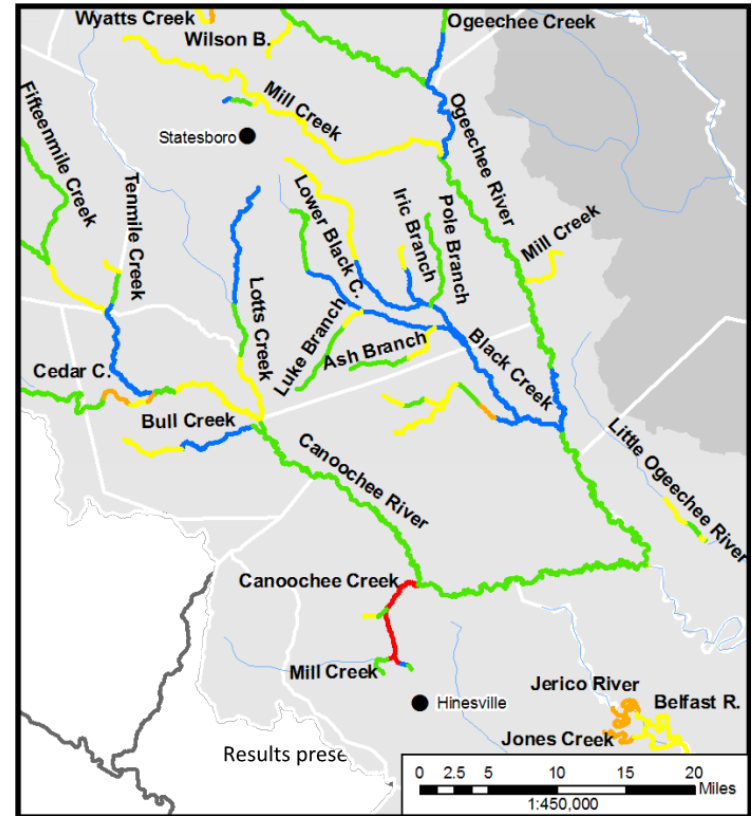 Wyatts Creek
Ogeechee Creek
Wilson B.
Mill Creek
Statesboro
Fifteenmile Creek
Tenmile Creek
Ogeechee River
Lower Black C.
Iric Branch
Pole Branch
Mill Creek
Lotts Creek
Luke Branch
Ash Branch
Black Creek
Cedar C.
Bull Creek
Canoochee River
Little Ogeechee River
Canoochee Creek
Mill Creek
Hinesville
Jerico River
Belfast R.
Jones Creek
Results prese
0 2.5 5 10 15 20
Miles
1:450,000